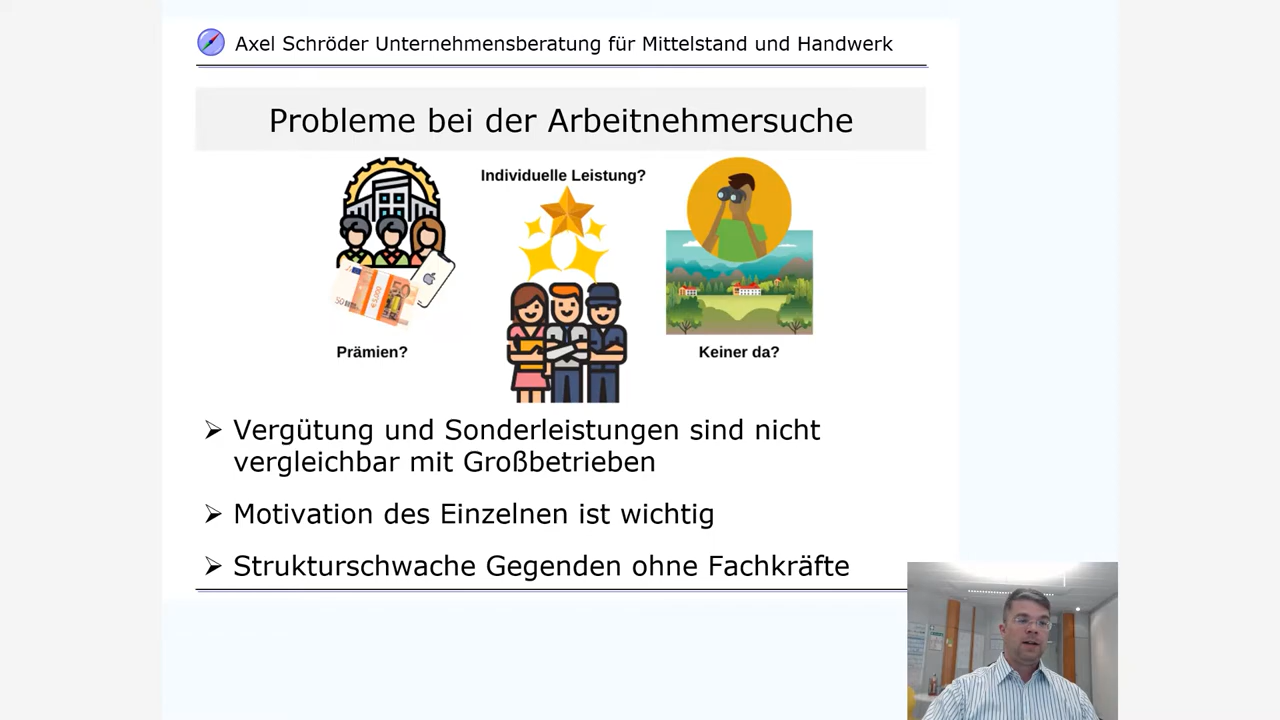 Axel Schröder Unternehmensberatung für Mittelstand und Handwerk
Probleme bei der Arbeitnehmersuche
Individuelle Leistung?
Prämien?
Keiner da?
Vergütung und Sonderleistungen sind nicht
vergleichbar mit Großbetrieben
Motivation des Einzelnen ist wichtig
Strukturschwache Gegenden ohne Fachkräfte